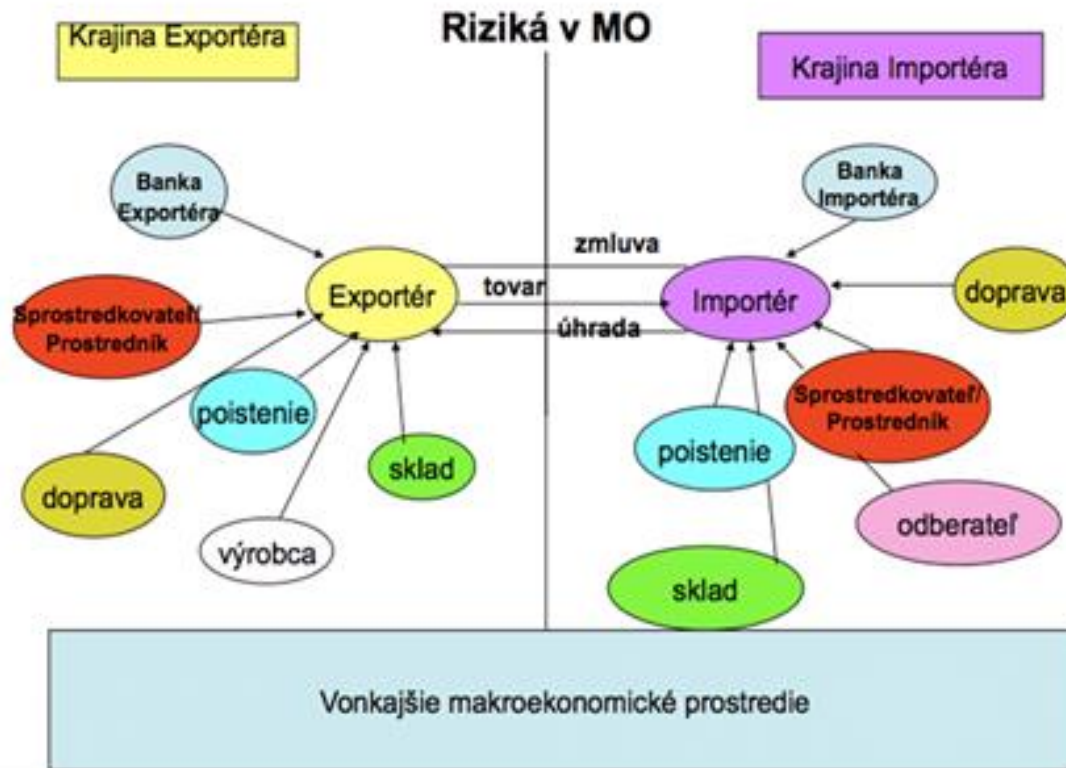 Riziká v MO
Krajina Exportéra
Krajina Importéra
Banka
Exportéra
Banka
Importéra
zmluva
tovar
úhrada
Exportér
Importér
doprava
Sprostredkovateľ/
Prostredník
poistenie
sklad
doprava
výrobca
Sprostredkovateľ/
Prostredník
poistenie
odberateľ
sklad
Vonkajšie makroekonomické prostredie